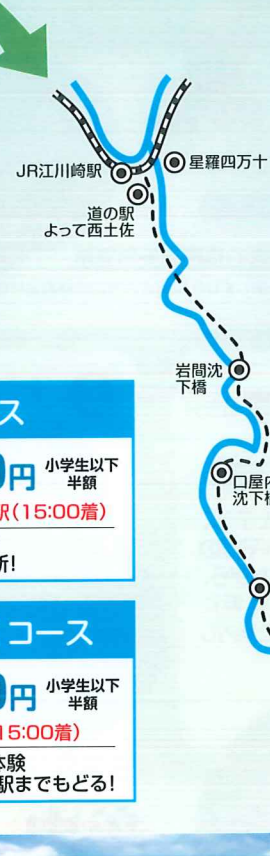 JR江川崎駅
星羅四万十
道の駅
よって西土佐
岩間沈
下橋
口屋内
沈下橋
ス
0円 小学生以下
半額
駅(15:00着)
所!
コース
0円 小学生以下
半額
15:00着)
体験
駅までもどる!